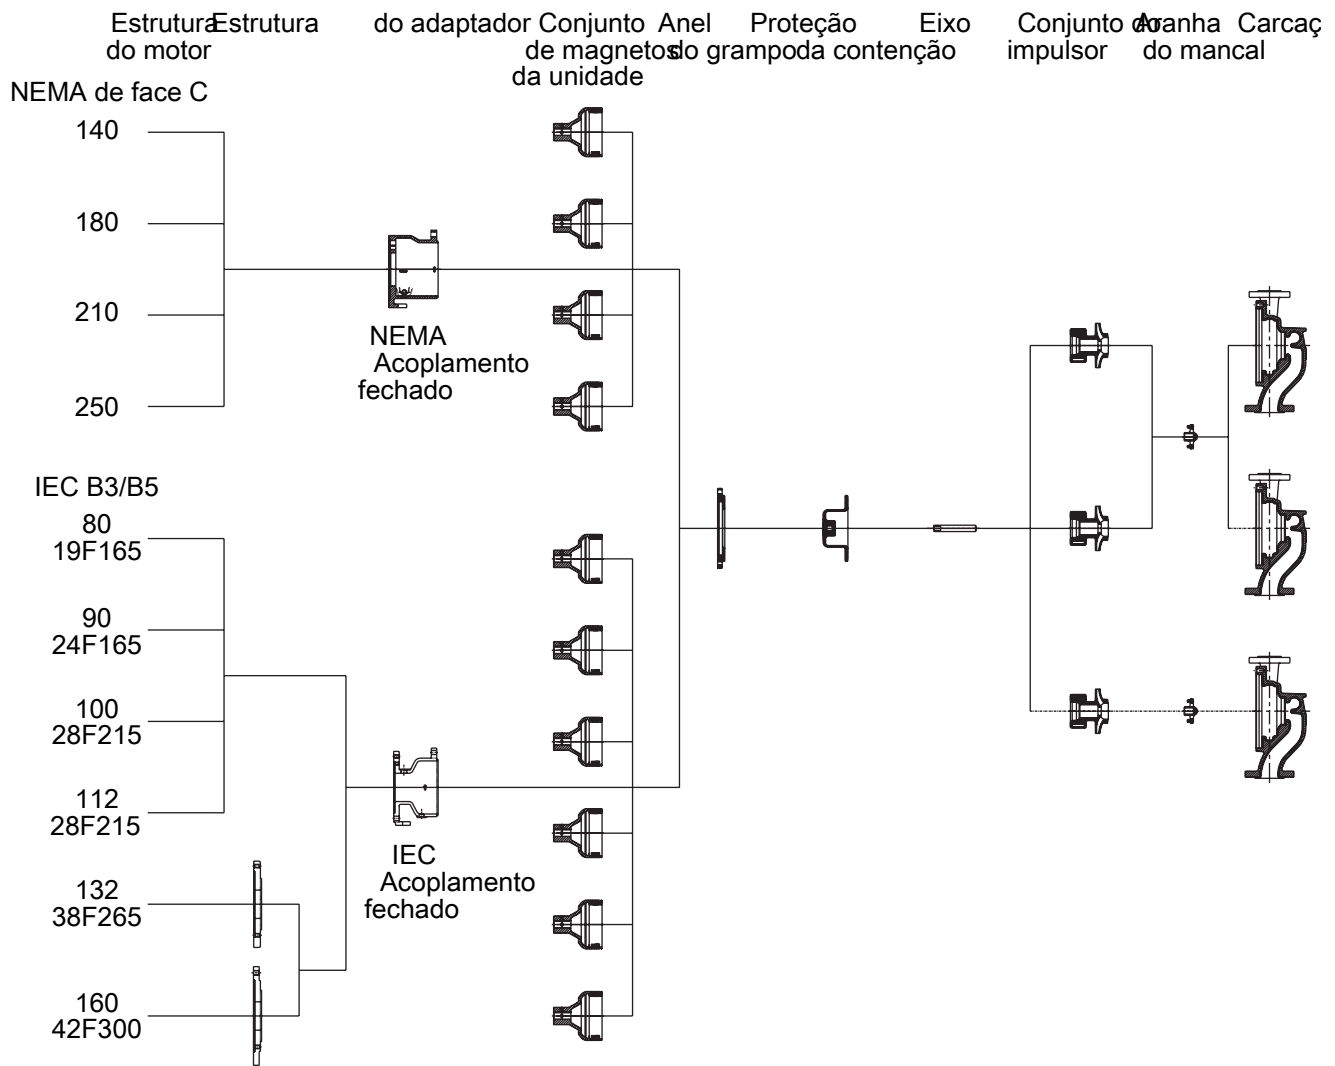 Estrutura
do motor
Estrutura
do adaptador
Conjunto
de magnetos
da unidade
Anel
do grampo
Proteção
da contenção
Eixo
Conjunto do
impulsor
Aranha
do mancal
Carcaç
NEMA de face C
140
180
210
250
NEMA
Acoplamento
fechado
IEC B3/B5
80
19F165
90
24F165
100
28F215
112
28F215
132
38F265
160
42F300
IEC
Acoplamento
fechado